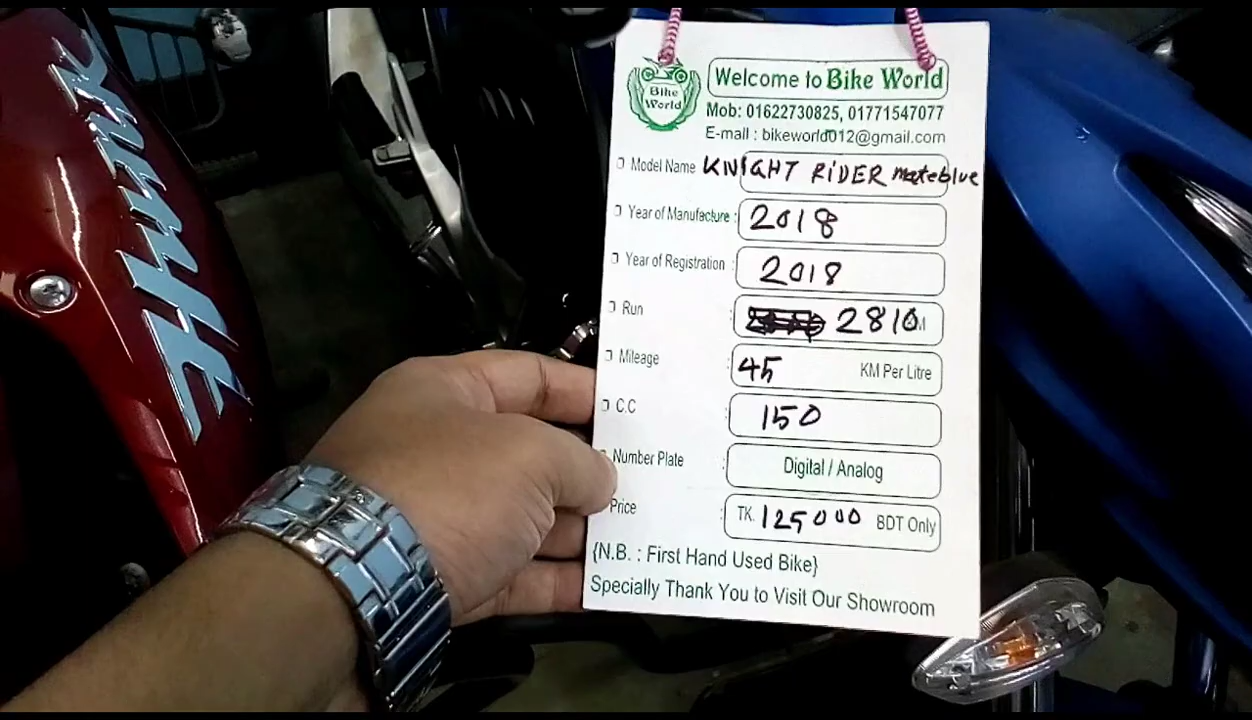 Bike World
Welcome to Bike World
Mob: 01622730825, 01771547077
E-mail : bikeworld012@gmail.com
Model Name KNIGHT RiDER mateblue
Year of Manufacture : 2018
Year of Registration : 2018
Run : 2810
Mileage : 45 KM Per Litre
C.C : 150
Number Plate : Digital / Analog
Price : TK. 125000 BDT Only
{N.B. : First Hand Used Bike}
Specially Thank You to Visit Our Showroom